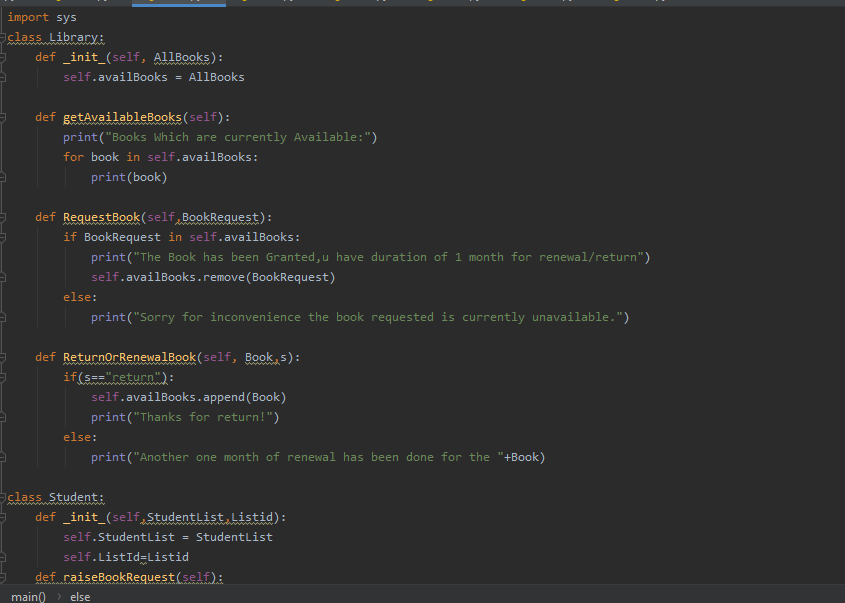 import sys
class Library:
    def _init_(self, AllBooks):
        self.availBooks = AllBooks

    def getAvailableBooks(self):
        print("Books Which are currently Available:")
        for book in self.availBooks:
            print(book)

    def RequestBook(self,BookRequest):
        if BookRequest in self.availBooks:
            print("The Book has been Granted,u have duration of 1 month for renewal/return")
            self.availBooks.remove(BookRequest)
        else:
            print("Sorry for inconvenience the book requested is currently unavailable.")

    def ReturnOrRenewalBook(self, Book,s):
        if(s=="return"):
            self.availBooks.append(Book)
            print("Thanks for return!")
        else:
            print("Another one month of renewal has been done for the "+Book)

class Student:
    def _init_(self,StudentList,Listid):
        self.StudentList = StudentList
        self.ListId=Listid
    def raiseBookRequest(self):
main() › else